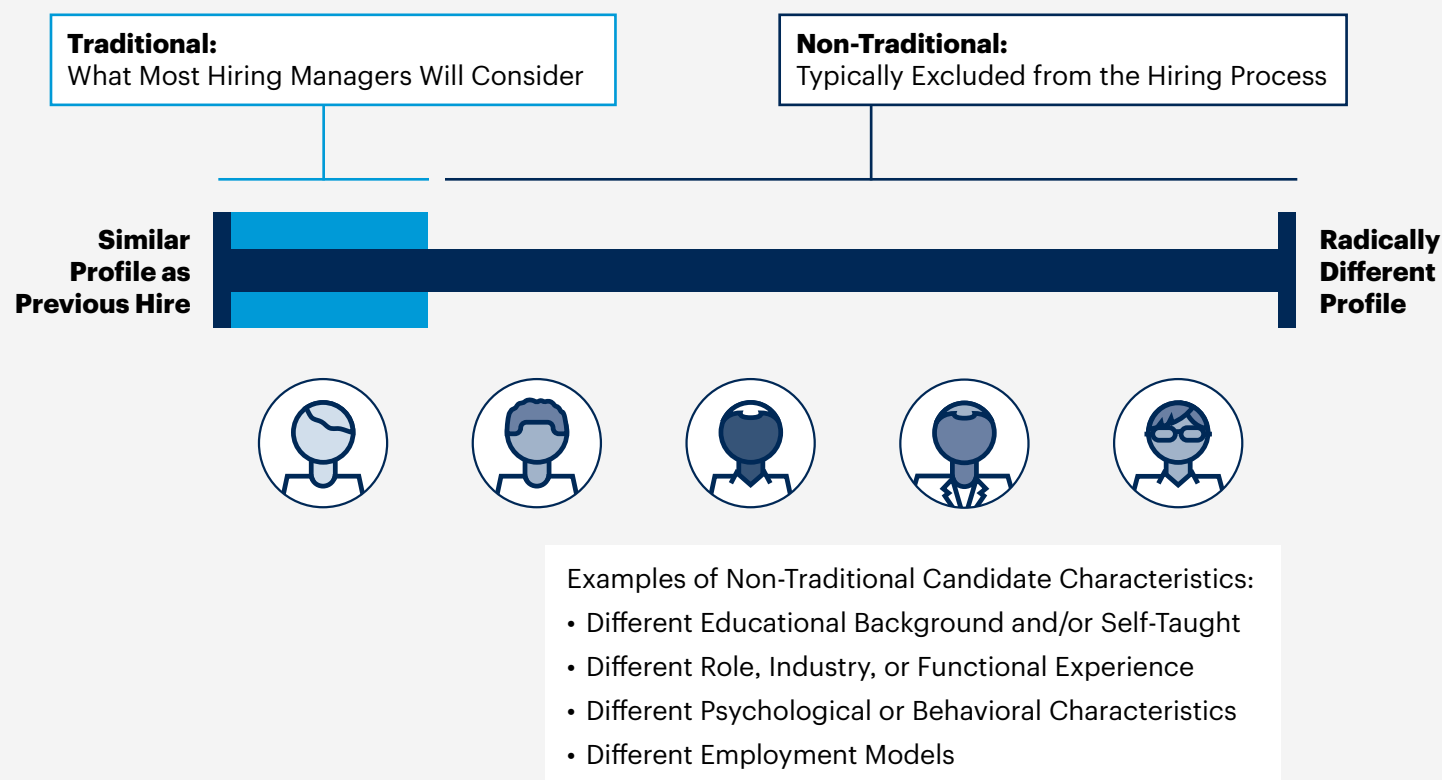 Traditional:
What Most Hiring Managers Will Consider
Non-Traditional:
Typically Excluded from the Hiring Process
Similar
Profile as
Previous Hire
Radically
Different
Profile
Examples of Non-Traditional Candidate Characteristics:
• Different Educational Background and/or Self-Taught
• Different Role, Industry, or Functional Experience
• Different Psychological or Behavioral Characteristics
• Different Employment Models